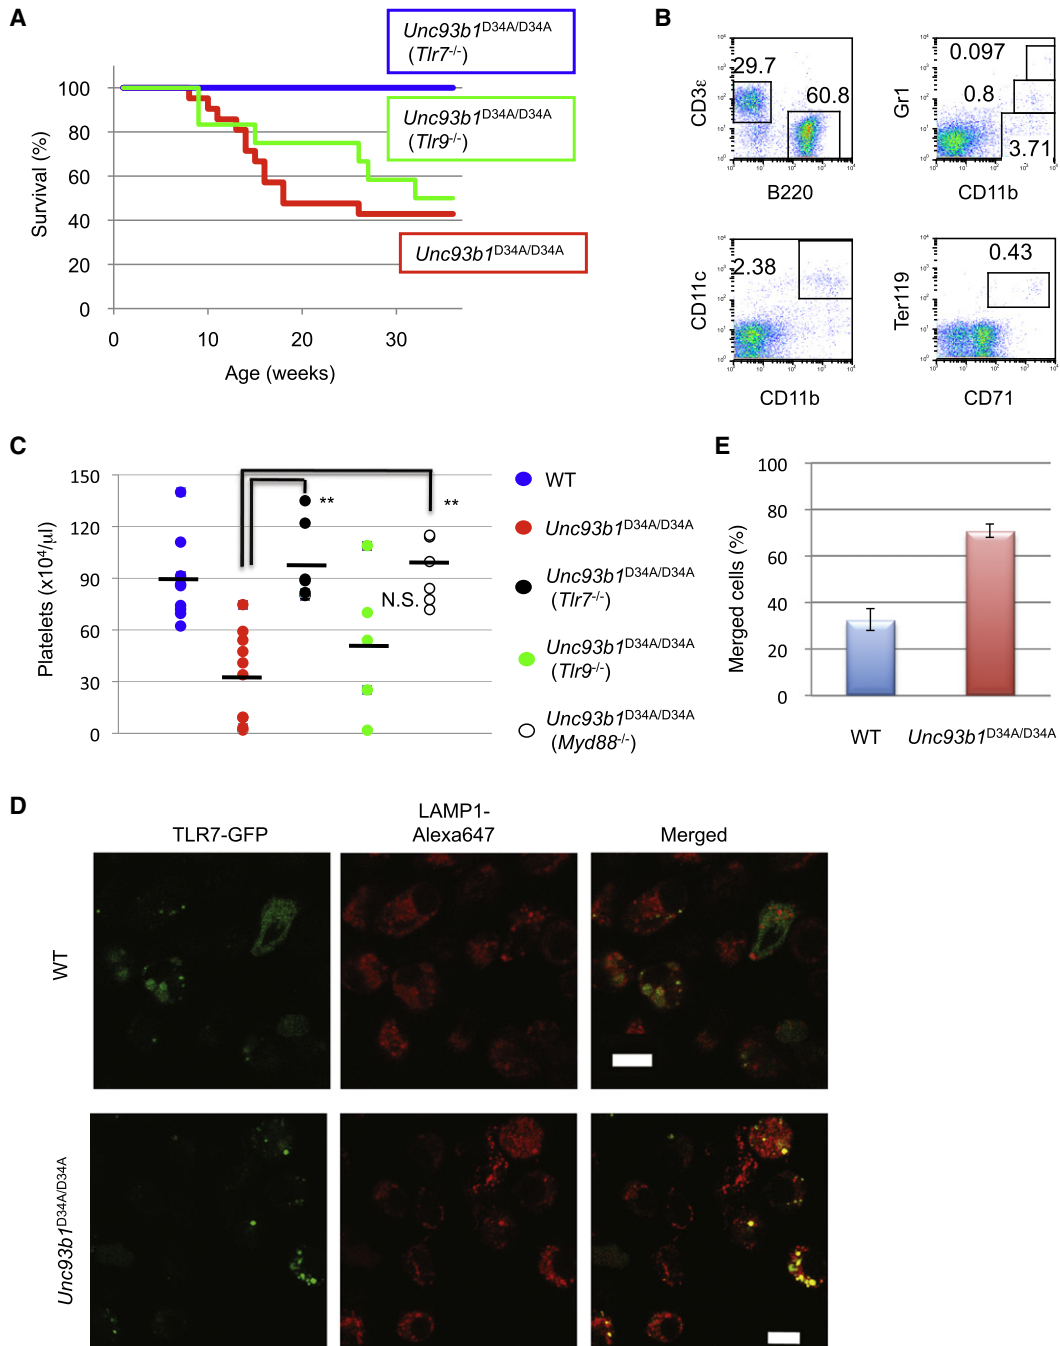 A
Unc93b1D34A/D34A
(Tlr7-/-)
Unc93b1D34A/D34A
(Tlr9-/-)
Unc93b1D34A/D34A
Survival (%)
100
80
60
40
20
0
0 10 20 30
Age (weeks)
B
29.7
60.8
CD3ε
B220
0.097
0.8
3.71
Gr1
CD11b
2.38
CD11c
CD11b
0.43
Ter119
CD71
C
Platelets (x10⁴/μl)
150
120
90
60
30
0
**
**
N.S.
WT
Unc93b1D34A/D34A
Unc93b1D34A/D34A
(Tlr7-/-)
Unc93b1D34A/D34A
(Tlr9-/-)
Unc93b1D34A/D34A
(Myd88-/-)
E
Merged cells (%)
100
80
60
40
20
0
WT Unc93b1D34A/D34A
D
TLR7-GFP
LAMP1-
Alexa647
Merged
WT
Unc93b1D34A/D34A